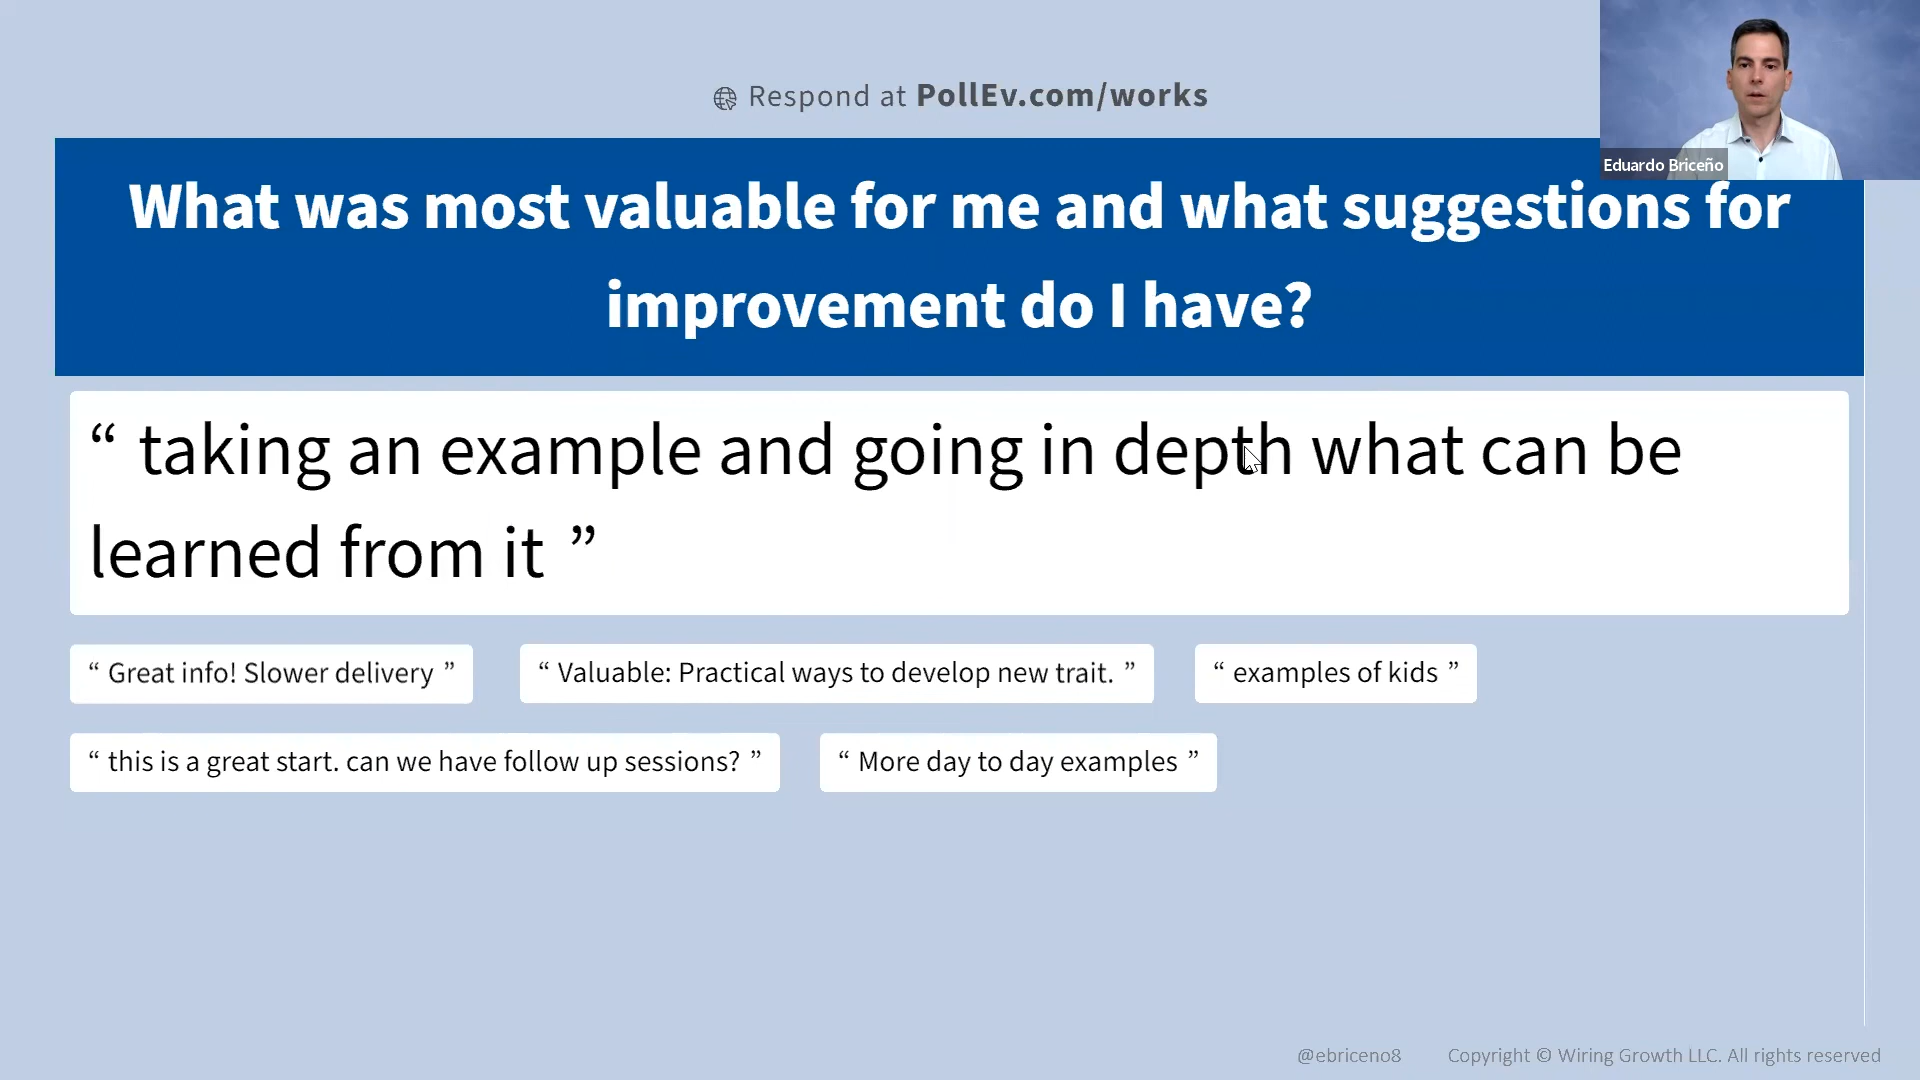 Respond at PollEv.com/works
Eduardo Briceño
What was most valuable for me and what suggestions for
improvement do I have?
“ taking an example and going in depth what can be
learned from it ”
“ Great info! Slower delivery ”
“ Valuable: Practical ways to develop new trait. ”
“ examples of kids ”
“ this is a great start. can we have follow up sessions? ”
“ More day to day examples ”
@ebriceno8
Copyright © Wiring Growth LLC. All rights reserved